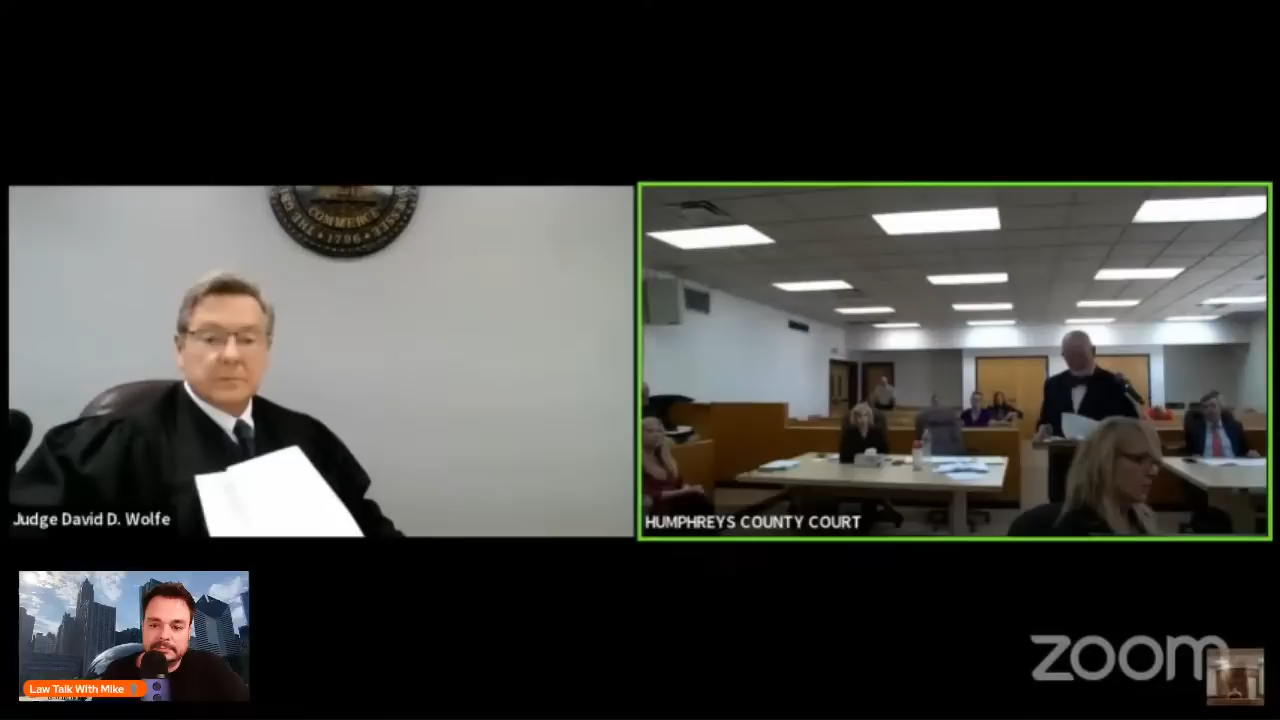 COMMERCE
1796
Judge David D. Wolfe
HUMPHREYS COUNTY COURT
Law Talk With Mike
zoom